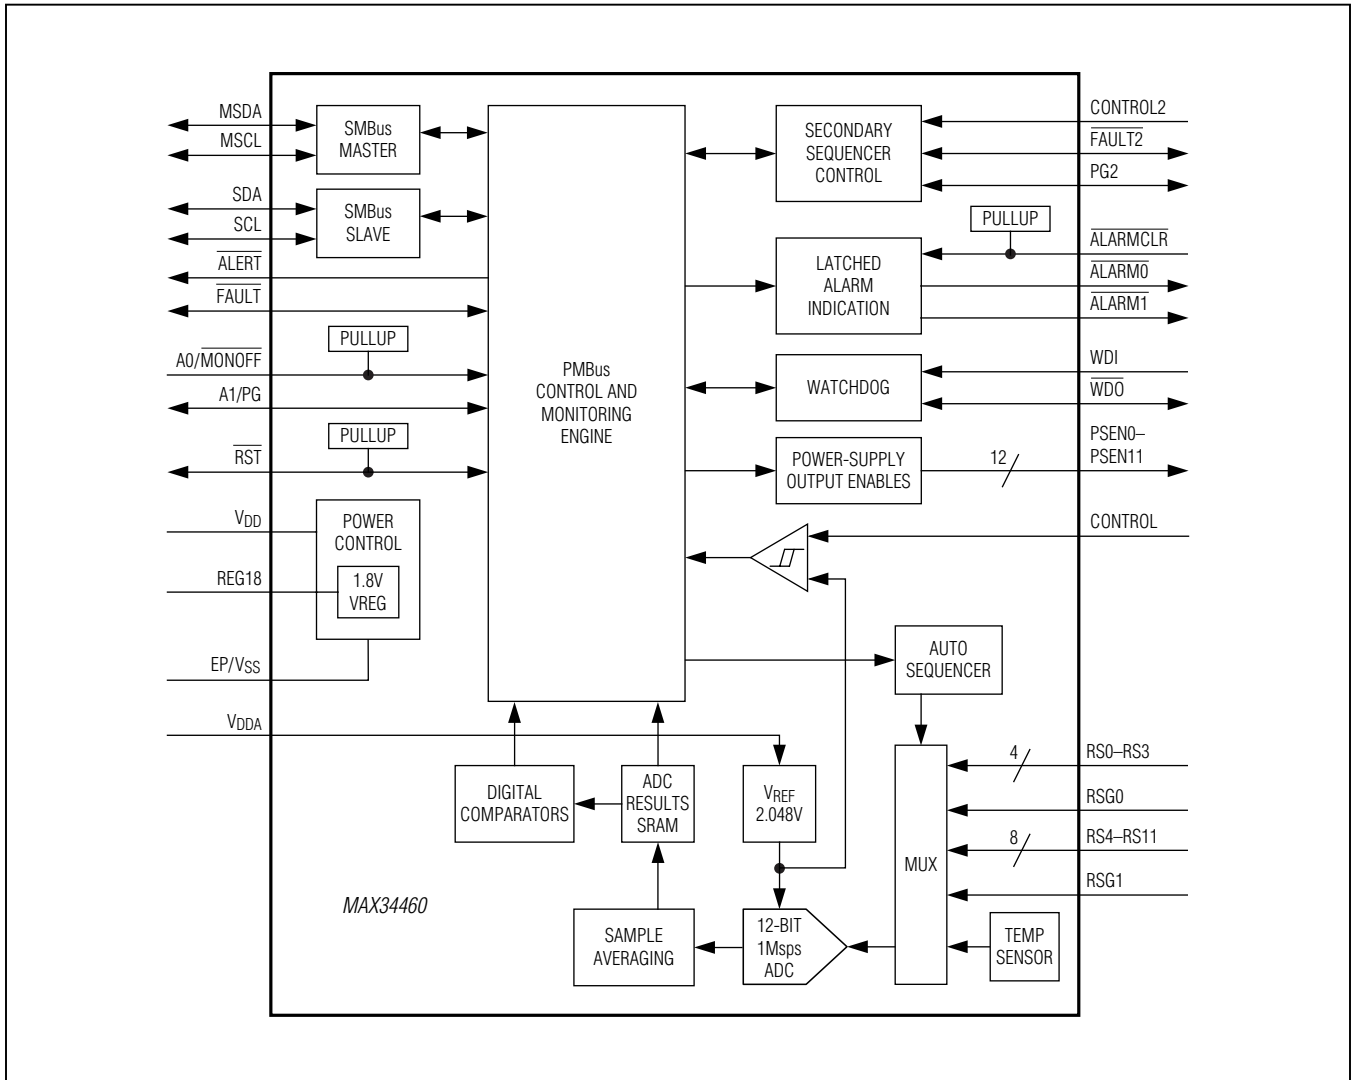 MSDA
MSCL
SMBus
MASTER
SDA
SCL
SMBus
SLAVE
ALERT
FAULT
PULLUP
A0/MONOFF
A1/PG
PULLUP
RST
VDD
POWER
CONTROL
REG18
1.8V
VREG
EP/VSS
VDDA
PMBus
CONTROL AND
MONITORING
ENGINE
SECONDARY
SEQUENCER
CONTROL
CONTROL2
FAULT2
PG2
PULLUP
LATCHED
ALARM
INDICATION
ALARMCLR
ALARM0
ALARM1
WATCHDOG
WDI
WDO
POWER-SUPPLY
OUTPUT ENABLES
12
PSEN0–
PSEN11
CONTROL
AUTO
SEQUENCER
DIGITAL
COMPARATORS
ADC
RESULTS
SRAM
VREF
2.048V
MUX
4
RS0–RS3
RSG0
8
RS4–RS11
RSG1
MAX34460
SAMPLE
AVERAGING
12-BIT
1Msps
ADC
TEMP
SENSOR